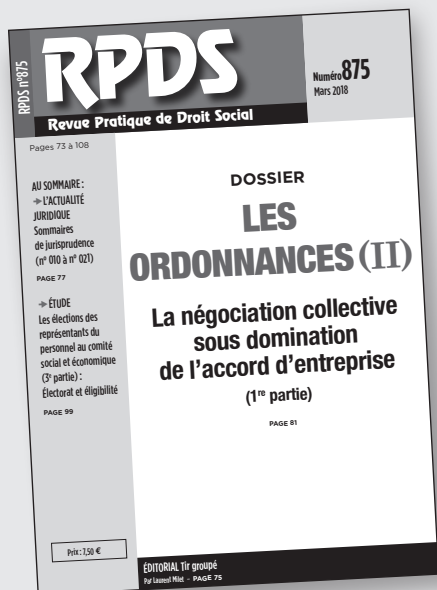 RPDS n°875
RPDS
Revue Pratique de Droit Social
Numéro 875
Mars 2018
Pages 73 à 108
AU SOMMAIRE :
➔ L'ACTUALITÉ
JURIDIQUE
Sommaires
de jurisprudence
(n° 010 à n° 021)
PAGE 77
➔ ÉTUDE
Les élections des
représentants du
personnel au comité
social et économique
(3e partie) :
Électorat et éligibilité
PAGE 99
Prix : 7,50 €
DOSSIER
LES
ORDONNANCES (II)
La négociation collective
sous domination
de l'accord d'entreprise
(1re partie)
PAGE 81
ÉDITORIAL Tir groupé
Par Laurent Milet – PAGE 75